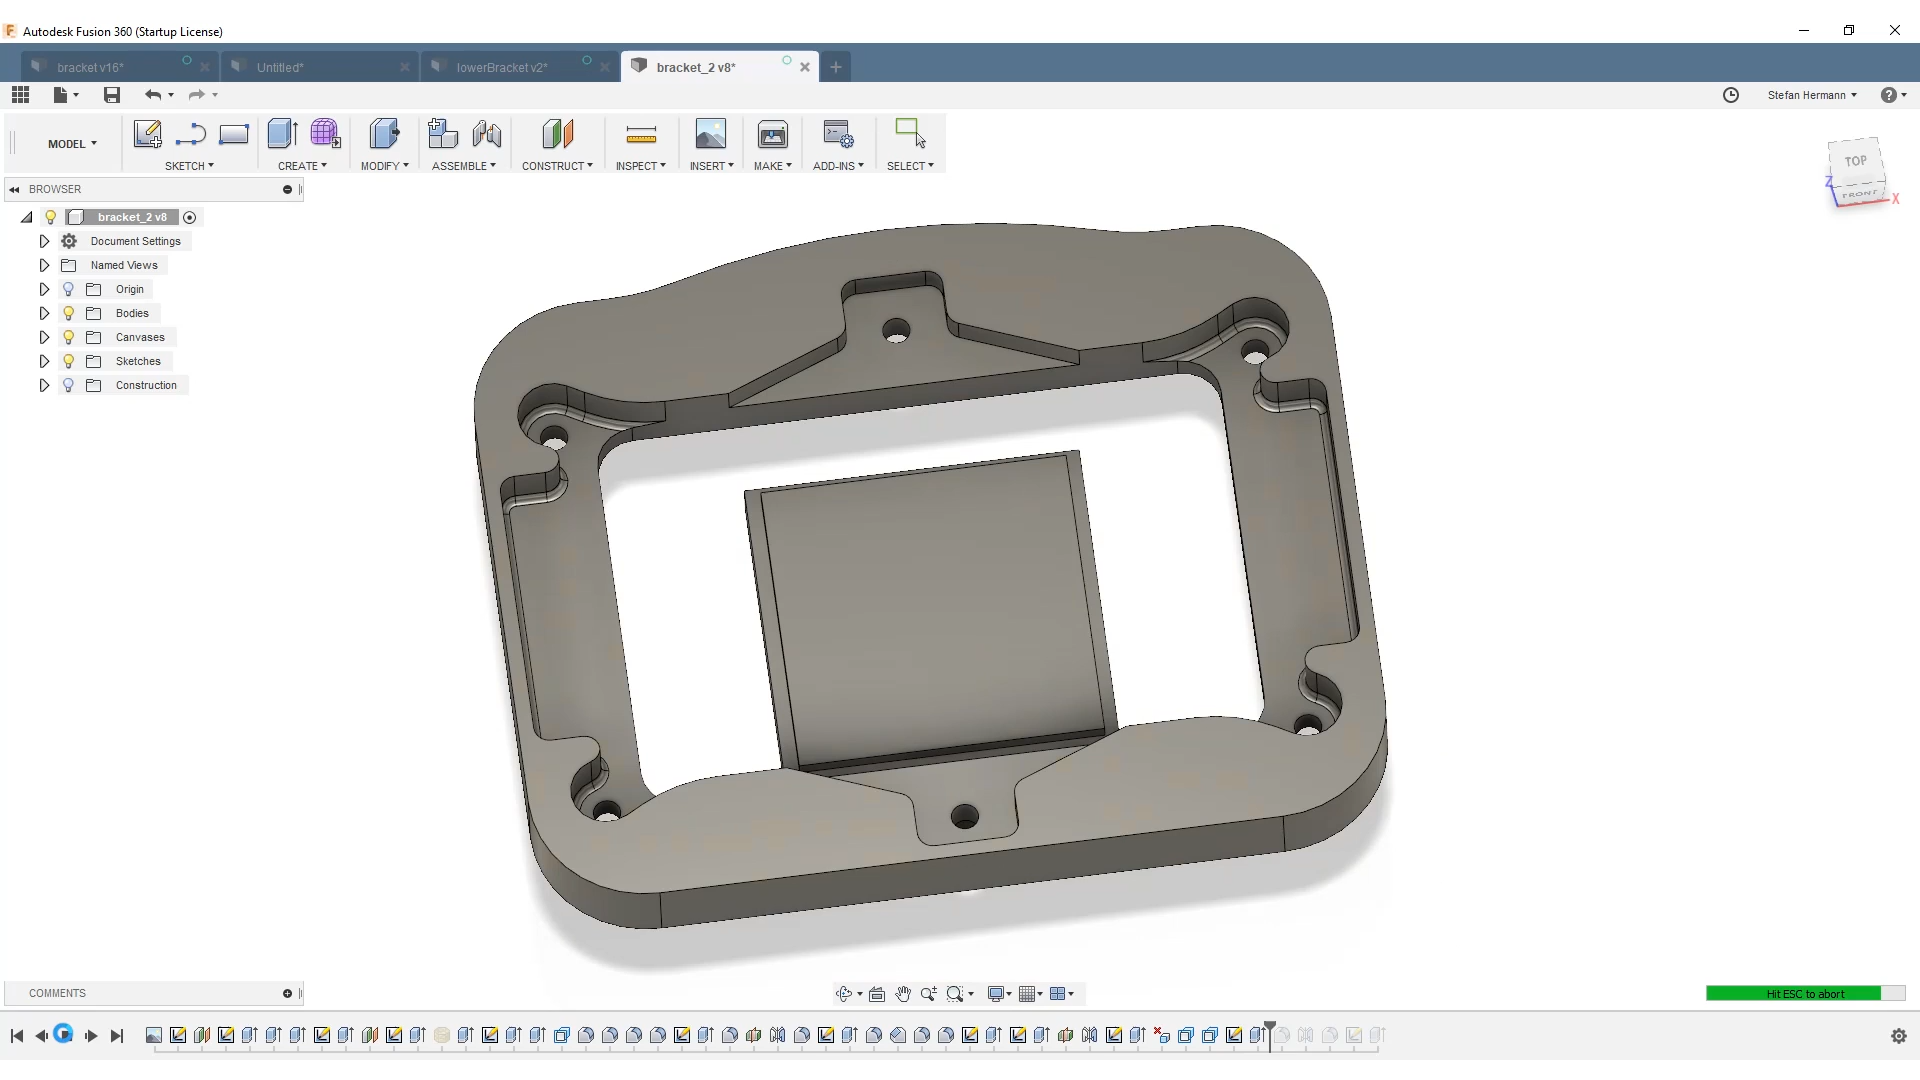 Autodesk Fusion 360 (Startup License)
bracket v16*
Untitled*
lowerBracket v2*
bracket_2 v8*
Stefan Hermann
MODEL
SKETCH
CREATE
MODIFY
ASSEMBLE
CONSTRUCT
INSPECT
INSERT
MAKE
ADD-INS
SELECT
TOP
FRONT
Z
X
BROWSER
bracket_2 v8
Document Settings
Named Views
Origin
Bodies
Canvases
Sketches
Construction
COMMENTS
Hit ESC to abort